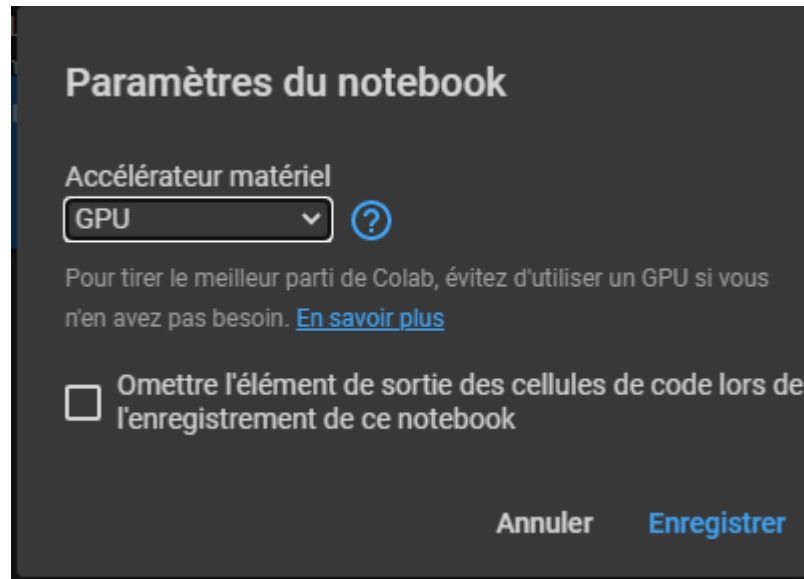 Paramètres du notebook
Accélérateur matériel
GPU
Pour tirer le meilleur parti de Colab, évitez d'utiliser un GPU si vous
n'en avez pas besoin. En savoir plus
Omettre l'élément de sortie des cellules de code lors de
l'enregistrement de ce notebook
Annuler Enregistrer